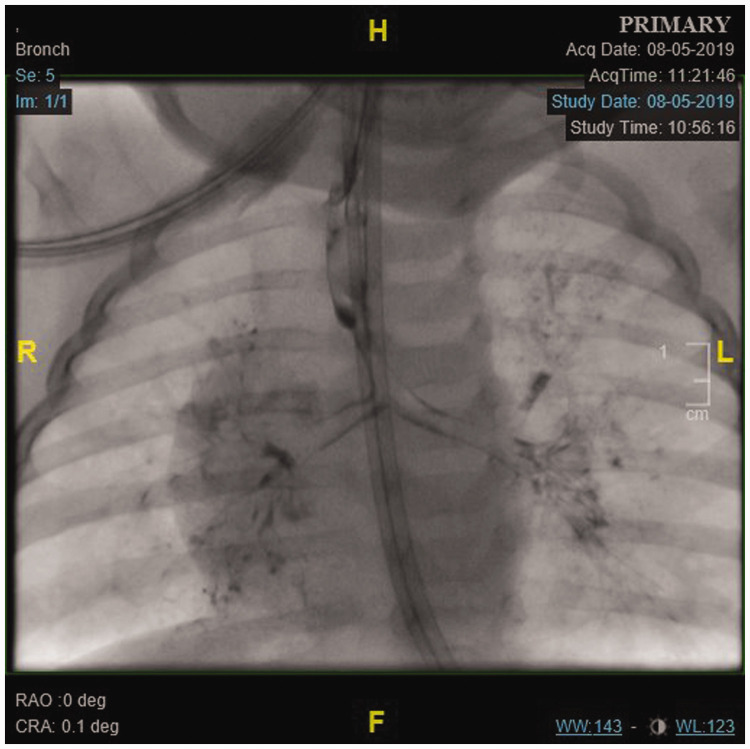 ,
Bronch
Se: 5
Im: 1/1
H
PRIMARY
Acq Date: 08-05-2019
AcqTime: 11:21:46
Study Date: 08-05-2019
Study Time: 10:56:16
R
L
1
cm
RAO :0 deg
CRA: 0.1 deg
F
WW:143 - WL:123